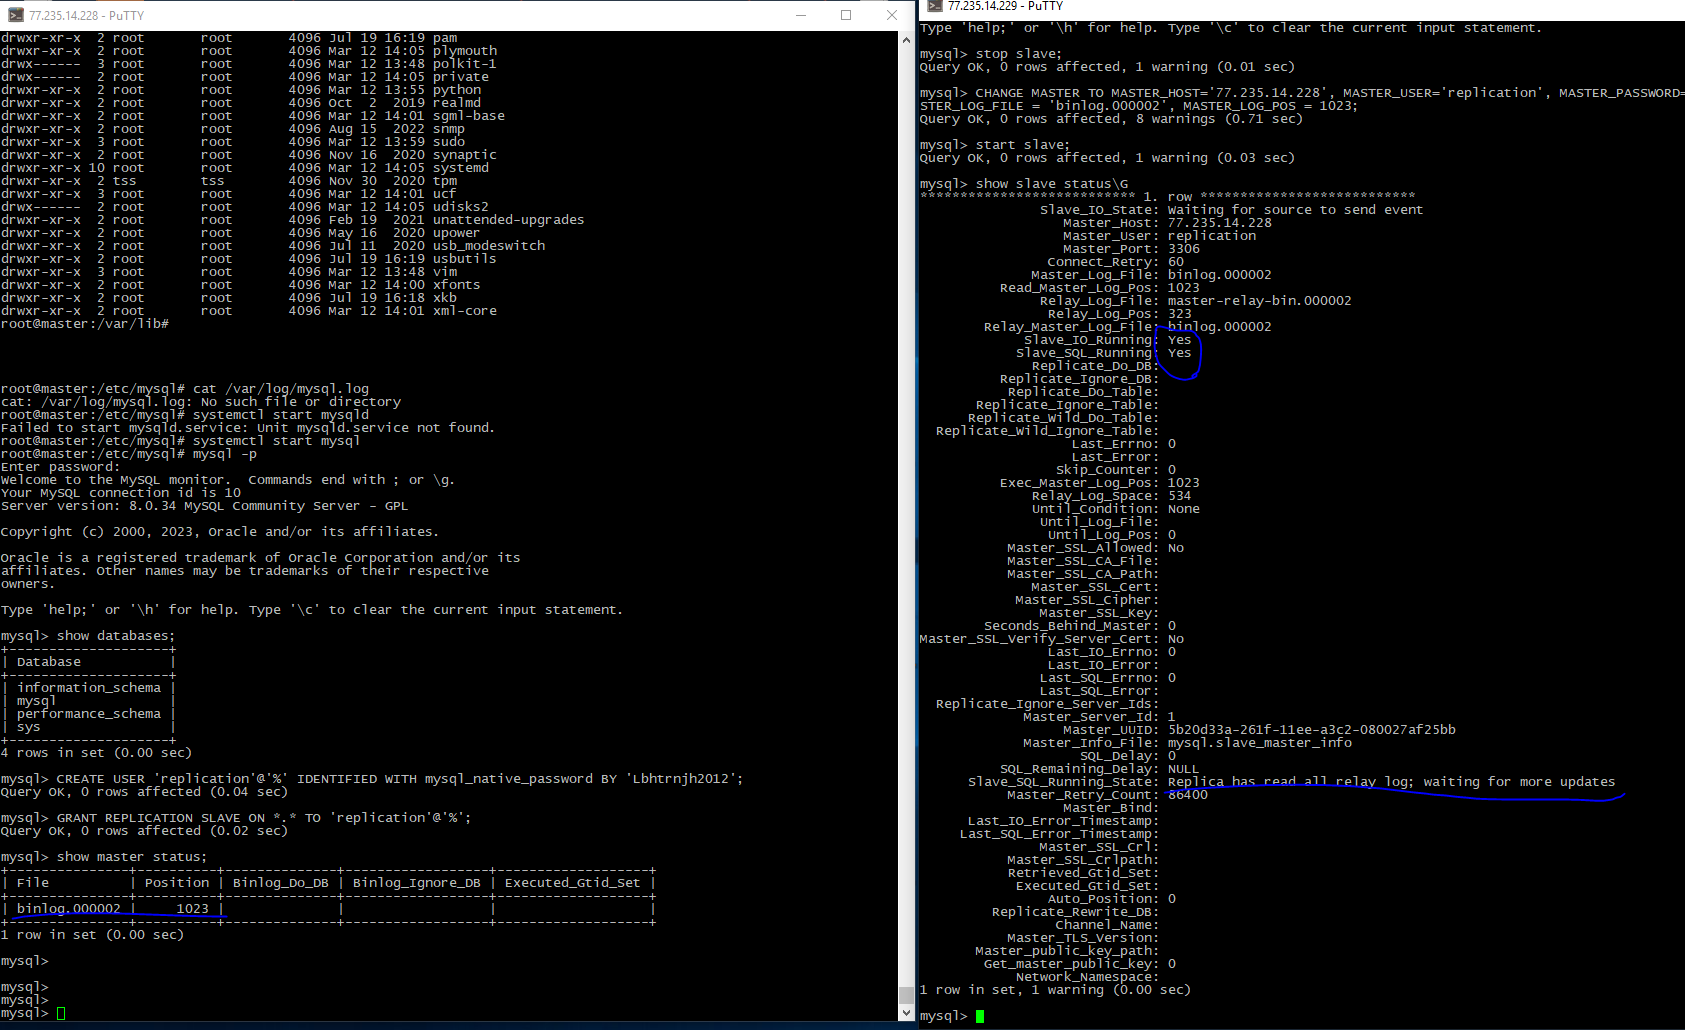 77.235.14.228 - PuTTY
drwxr-xr-x  2 root       root       4096 Jul 19 16:19 pam
drwxr-xr-x  2 root       root       4096 Mar 12 14:05 plymouth
drwx------  3 root       root       4096 Mar 12 13:48 polkit-1
drwx------  2 root       root       4096 Mar 12 14:05 private
drwxr-xr-x  2 root       root       4096 Mar 12 13:55 python
drwxr-xr-x  2 root       root       4096 Oct  2  2019 realmd
drwxr-xr-x  2 root       root       4096 Mar 12 14:01 sgml-base
drwxr-xr-x  2 root       root       4096 Aug 15  2022 snmp
drwxr-xr-x  3 root       root       4096 Mar 12 13:59 sudo
drwxr-xr-x  2 root       root       4096 Nov 16  2020 synaptic
drwxr-xr-x 10 root       root       4096 Mar 12 14:05 systemd
drwxr-xr-x  2 tss        tss        4096 Nov 30  2020 tpm
drwxr-xr-x  3 root       root       4096 Mar 12 14:01 ucf
drwx------  2 root       root       4096 Mar 12 14:05 udisks2
drwxr-xr-x  2 root       root       4096 Feb 19  2021 unattended-upgrades
drwxr-xr-x  2 root       root       4096 May 16  2020 upower
drwxr-xr-x  2 root       root       4096 Jul 11  2020 usb_modeswitch
drwxr-xr-x  2 root       root       4096 Jul 19 16:19 usbutils
drwxr-xr-x  3 root       root       4096 Mar 12 13:48 vim
drwxr-xr-x  2 root       root       4096 Mar 12 14:00 xfonts
drwxr-xr-x  2 root       root       4096 Jul 19 16:18 xkb
drwxr-xr-x  2 root       root       4096 Mar 12 14:01 xml-core
root@master:/var/lib#
root@master:/etc/mysql# cat /var/log/mysql.log
cat: /var/log/mysql.log: No such file or directory
root@master:/etc/mysql# systemctl start mysqld
Failed to start mysqld.service: Unit mysqld.service not found.
root@master:/etc/mysql# systemctl start mysql
root@master:/etc/mysql# mysql -p
Enter password:
Welcome to the MySQL monitor.  Commands end with ; or \g.
Your MySQL connection id is 10
Server version: 8.0.34 MySQL Community Server - GPL
Copyright (c) 2000, 2023, Oracle and/or its affiliates.
Oracle is a registered trademark of Oracle Corporation and/or its
affiliates. Other names may be trademarks of their respective
owners.
Type 'help;' or '\h' for help. Type '\c' to clear the current input statement.
mysql> show databases;
+--------------------+
| Database           |
+--------------------+
| information_schema |
| mysql              |
| performance_schema |
| sys                |
+--------------------+
4 rows in set (0.00 sec)
mysql> CREATE USER 'replication'@'%' IDENTIFIED WITH mysql_native_password BY 'Lbhtrnjh2012';
Query OK, 0 rows affected (0.04 sec)
mysql> GRANT REPLICATION SLAVE ON *.* TO 'replication'@'%';
Query OK, 0 rows affected (0.02 sec)
mysql> show master status;
+---------------+----------+--------------+------------------+-------------------+
| File          | Position | Binlog_Do_DB | Binlog_Ignore_DB | Executed_Gtid_Set |
+---------------+----------+--------------+------------------+-------------------+
| binlog.000002 |     1023 |              |                  |                   |
+---------------+----------+--------------+------------------+-------------------+
1 row in set (0.00 sec)
mysql>
mysql>
mysql>
mysql>
77.235.14.229 - PuTTY
Type 'help;' or '\h' for help. Type '\c' to clear the current input statement.
mysql> stop slave;
Query OK, 0 rows affected, 1 warning (0.01 sec)
mysql> CHANGE MASTER TO MASTER_HOST='77.235.14.228', MASTER_USER='replication', MASTER_PASSWORD=
STER_LOG_FILE = 'binlog.000002', MASTER_LOG_POS = 1023;
Query OK, 0 rows affected, 8 warnings (0.71 sec)
mysql> start slave;
Query OK, 0 rows affected, 1 warning (0.03 sec)
mysql> show slave status\G
*************************** 1. row ***************************
Slave_IO_State: Waiting for source to send event
Master_Host: 77.235.14.228
Master_User: replication
Master_Port: 3306
Connect_Retry: 60
Master_Log_File: binlog.000002
Read_Master_Log_Pos: 1023
Relay_Log_File: master-relay-bin.000002
Relay_Log_Pos: 323
Relay_Master_Log_File: binlog.000002
Slave_IO_Running: Yes
Slave_SQL_Running: Yes
Replicate_Do_DB:
Replicate_Ignore_DB:
Replicate_Do_Table:
Replicate_Ignore_Table:
Replicate_Wild_Do_Table:
Replicate_Wild_Ignore_Table:
Last_Errno: 0
Last_Error:
Skip_Counter: 0
Exec_Master_Log_Pos: 1023
Relay_Log_Space: 534
Until_Condition: None
Until_Log_File:
Until_Log_Pos: 0
Master_SSL_Allowed: No
Master_SSL_CA_File:
Master_SSL_CA_Path:
Master_SSL_Cert:
Master_SSL_Cipher:
Master_SSL_Key:
Seconds_Behind_Master: 0
Master_SSL_Verify_Server_Cert: No
Last_IO_Errno: 0
Last_IO_Error:
Last_SQL_Errno: 0
Last_SQL_Error:
Replicate_Ignore_Server_Ids:
Master_Server_Id: 1
Master_UUID: 5b20d33a-261f-11ee-a3c2-080027af25bb
Master_Info_File: mysql.slave_master_info
SQL_Delay: 0
SQL_Remaining_Delay: NULL
Slave_SQL_Running_State: Replica has read all relay log; waiting for more updates
Master_Retry_Count: 86400
Master_Bind:
Last_IO_Error_Timestamp:
Last_SQL_Error_Timestamp:
Master_SSL_Crl:
Master_SSL_Crlpath:
Retrieved_Gtid_Set:
Executed_Gtid_Set:
Auto_Position: 0
Replicate_Rewrite_DB:
Channel_Name:
Master_TLS_Version:
Master_public_key_path:
Get_master_public_key: 0
Network_Namespace:
1 row in set, 1 warning (0.00 sec)
mysql>